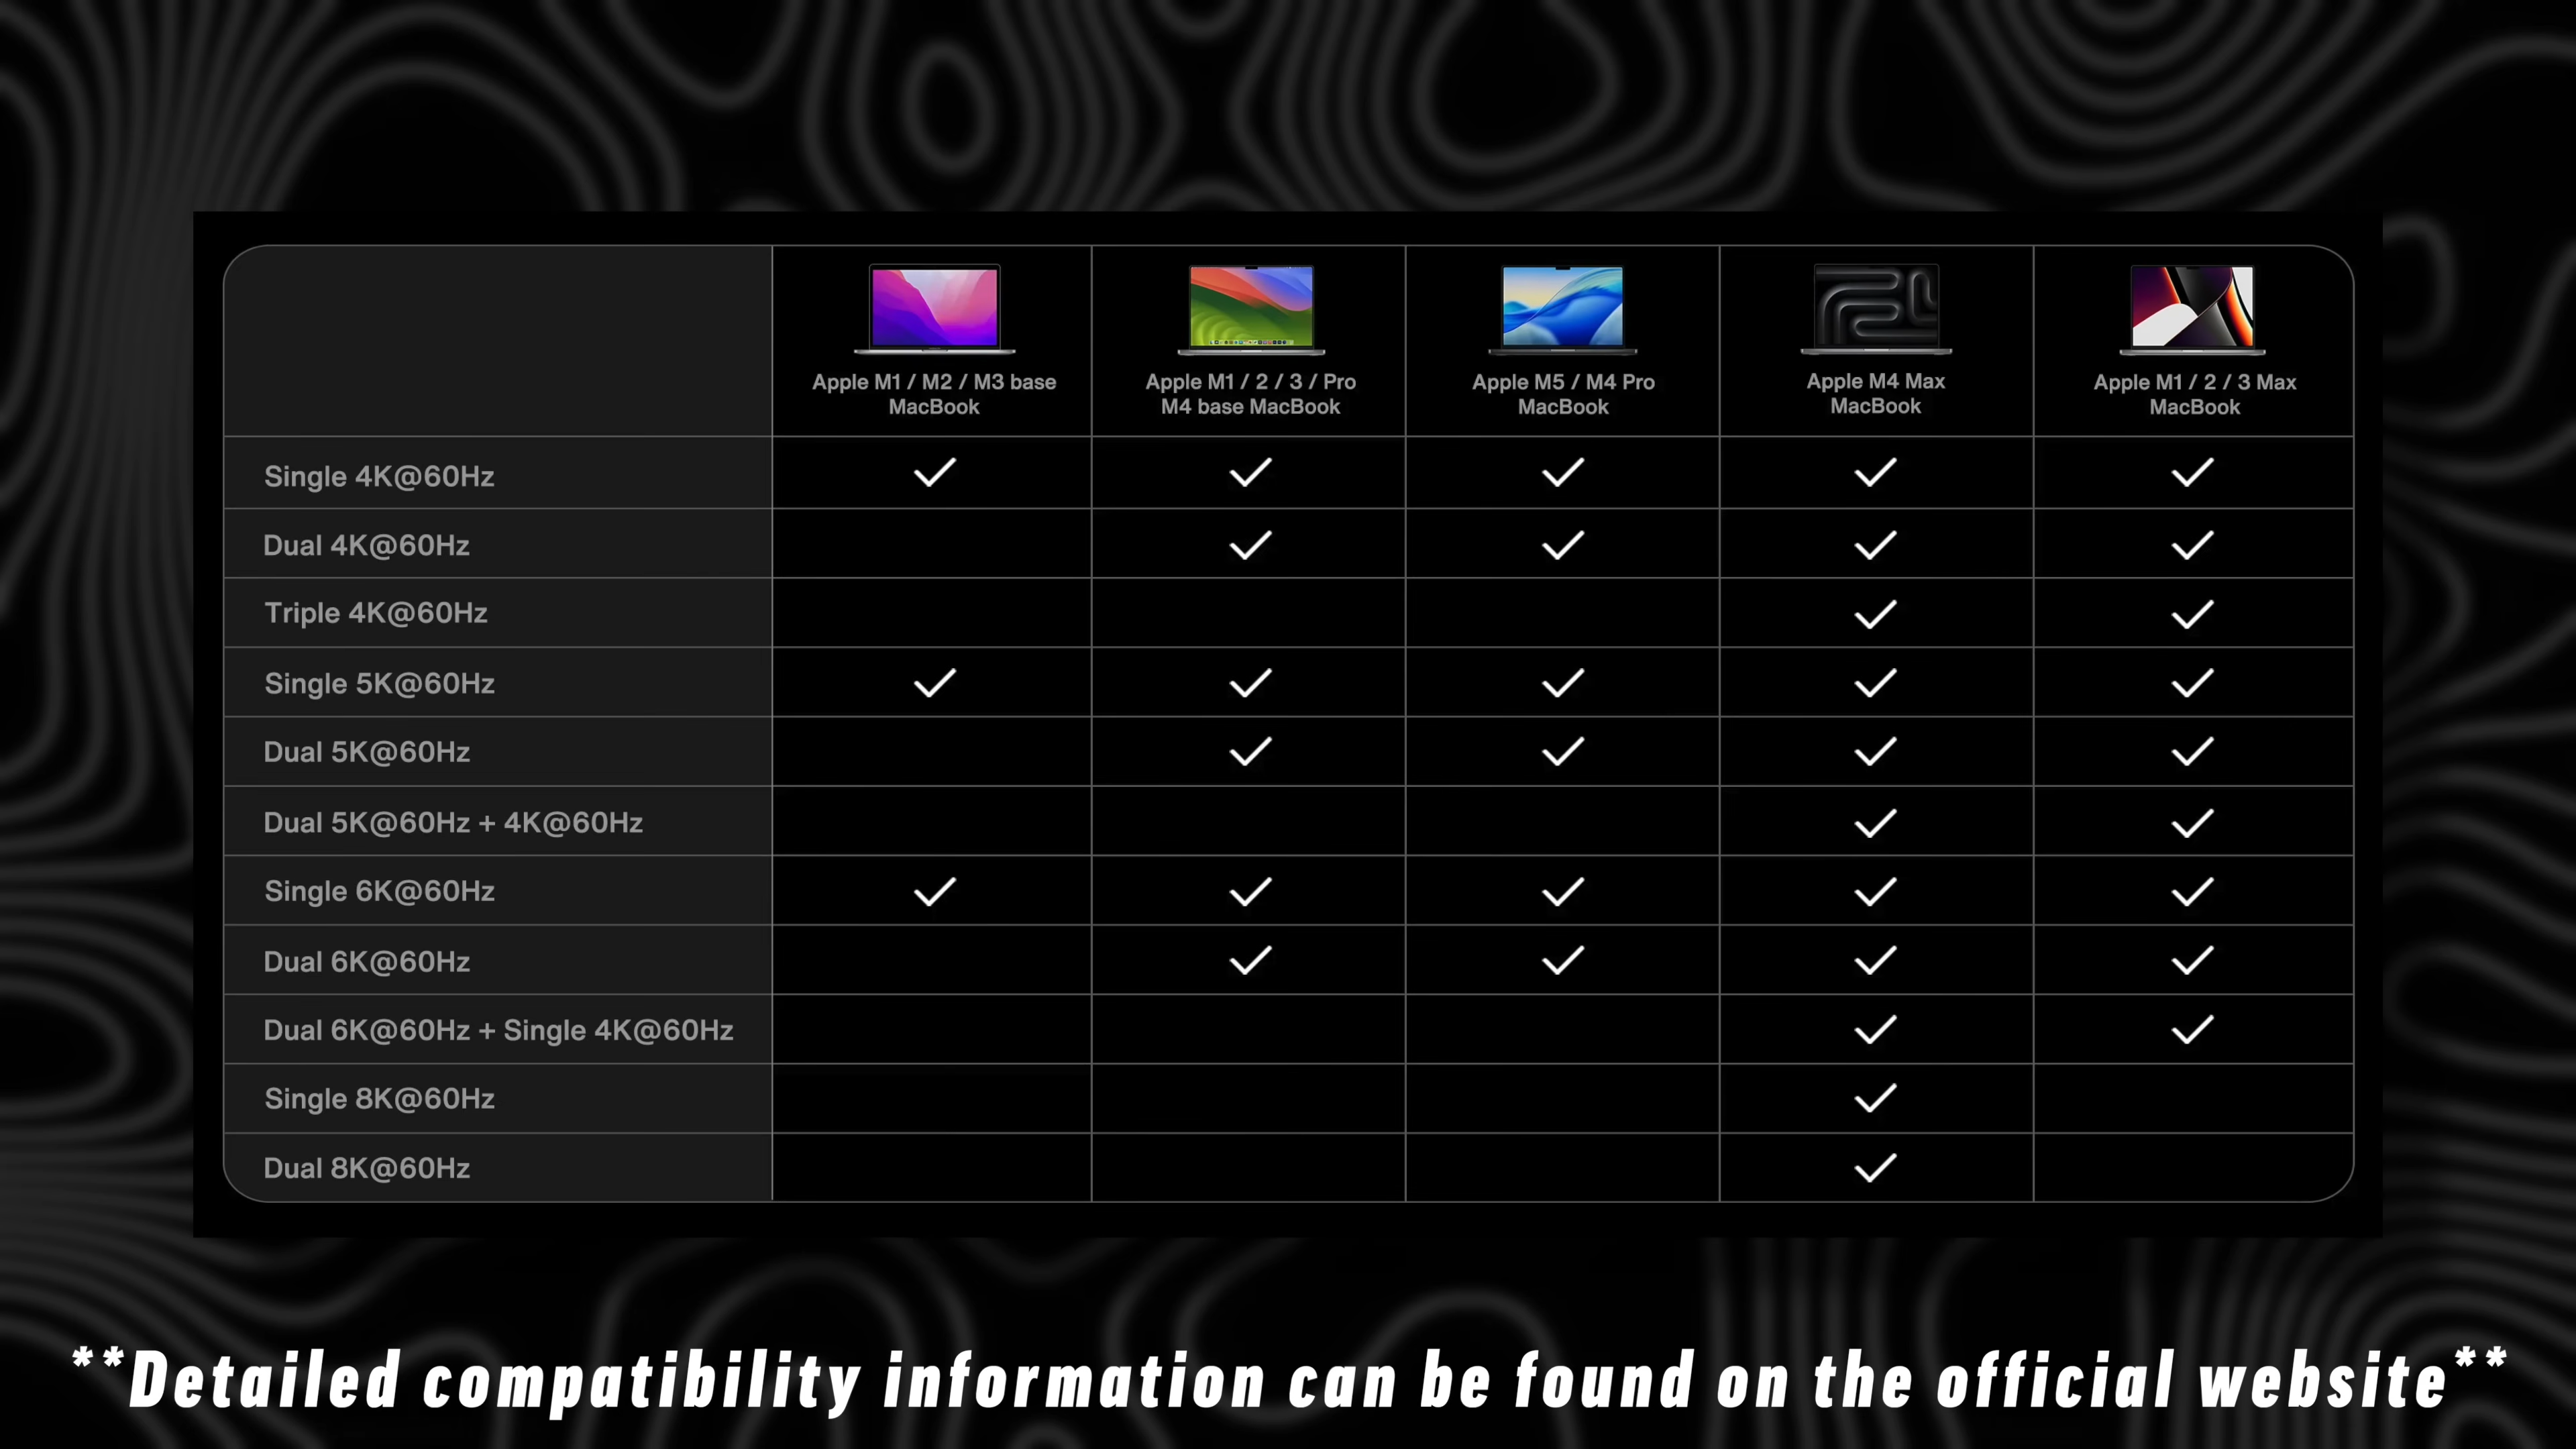 Apple M1 / M2 / M3 base
MacBook
Apple M1 / 2 / 3 / Pro
M4 base MacBook
Apple M5 / M4 Pro
MacBook
Apple M4 Max
MacBook
Apple M1 / 2 / 3 Max
MacBook
Single 4K@60Hz
Dual 4K@60Hz
Triple 4K@60Hz
Single 5K@60Hz
Dual 5K@60Hz
Dual 5K@60Hz + 4K@60Hz
Single 6K@60Hz
Dual 6K@60Hz
Dual 6K@60Hz + Single 4K@60Hz
Single 8K@60Hz
Dual 8K@60Hz
**Detailed compatibility information can be found on the official website**